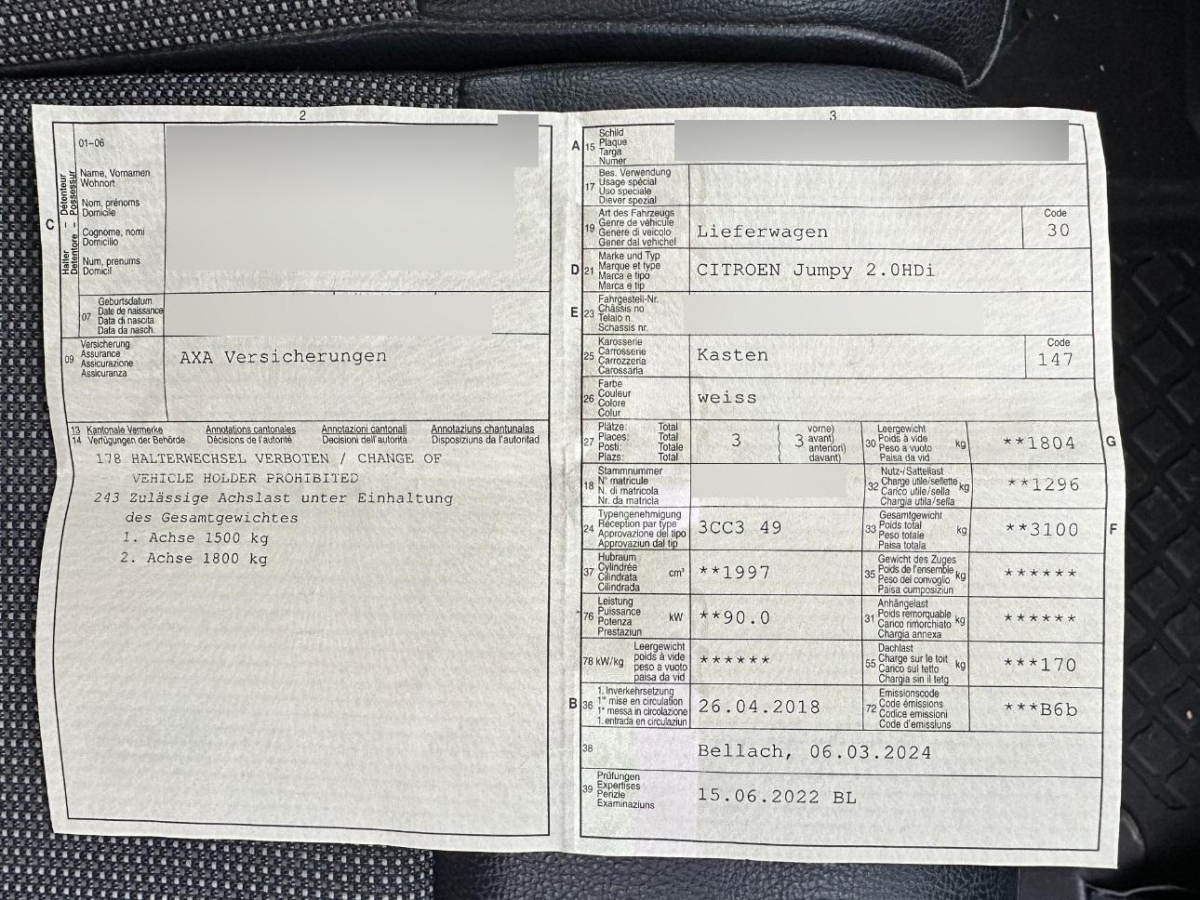 2
01-06
Halter - Détenteur
Detentore - Possessur
C
Name, Vornamen
Wohnort
Nom, prénoms
Domicile
Cognome, nomi
Domicilio
Num, prenums
Domicil
07
Geburtsdatum
Date de naissance
Data di nascita
Data da nasch.
09
Versicherung
Assurance
Assicurazione
Assicuranza
AXA Versicherungen
13 Kantonale Vermerke Annotations cantonales Annotazioni cantonali Annotaziuns chantunalas
14 Verfügungen der Behörde Décisions de l'autorité Decisioni dell'autorità Disposiziuns da l'autoritad
178 HALTERWECHSEL VERBOTEN / CHANGE OF
VEHICLE HOLDER PROHIBITED
243 Zulässige Achslast unter Einhaltung
des Gesamtgewichtes
1. Achse 1500 kg
2. Achse 1800 kg
3
A 15
Schild
Plaque
Targa
Numer
17
Bes. Verwendung
Usage spécial
Uso speciale
Diever spezial
19
Art des Fahrzeugs
Genre de véhicule
Genere di veicolo
Gener dal vehichel
Lieferwagen
Code
30
D 21
Marke und Typ
Marque et type
Marca e tipo
Marca e tip
CITROEN Jumpy 2.0HDi
E 23
Fahrgestell-Nr.
Châssis no
Telaio n.
Schassis nr.
25
Karosserie
Carrosserie
Carrozzeria
Carossaria
Kasten
Code
147
26
Farbe
Couleur
Colore
Colur
weiss
27
Plätze: Total
Places: Total
Posti: Totale
Plazs: Total
3
( 3
vorne)
avant)
anteriori)
davant)
30
Leergewicht
Poids à vide
Peso a vuoto
Paisa da vid
kg
**1804
G
18
Stammnummer
N° matricule
N. di matricola
Nr. da matricla
32
Nutz-/Sattellast
Charge utile/sellette
Carico utile/sella
Chargia utila/sella
kg
**1296
24
Typengenehmigung
Réception par type
Approvazione del tipo
Approvaziun dal tip
3CC3 49
33
Gesamtgewicht
Poids total
Peso totale
Paisa totala
kg
**3100
F
37
Hubraum
Cylindrée
Cilindrata
Cilindrada
cm³
**1997
35
Gewicht des Zuges
Poids de l'ensemble
Peso del convoglio
Paisa cumposiziun
kg
******
76
Leistung
Puissance
Potenza
Prestaziun
kW
**90.0
31
Anhängelast
Poids remorquable
Carico rimorchiato
Chargia annexa
kg
******
78 kW/kg
Leergewicht
poids à vide
peso a vuoto
paisa da vid
******
55
Dachlast
Charge sur le toit
Carico sul tetto
Chargia sin il tetg
kg
***170
B 36
1. Inverkehrsetzung
1re mise en circulation
1a messa in circolazione
1. entrada en circulaziun
26.04.2018
72
Emissionscode
Code émissions
Codice emissioni
Code d'emissiuns
***B6b
38
Bellach, 06.03.2024
39
Prüfungen
Expertises
Perizie
Examinaziuns
15.06.2022 BL